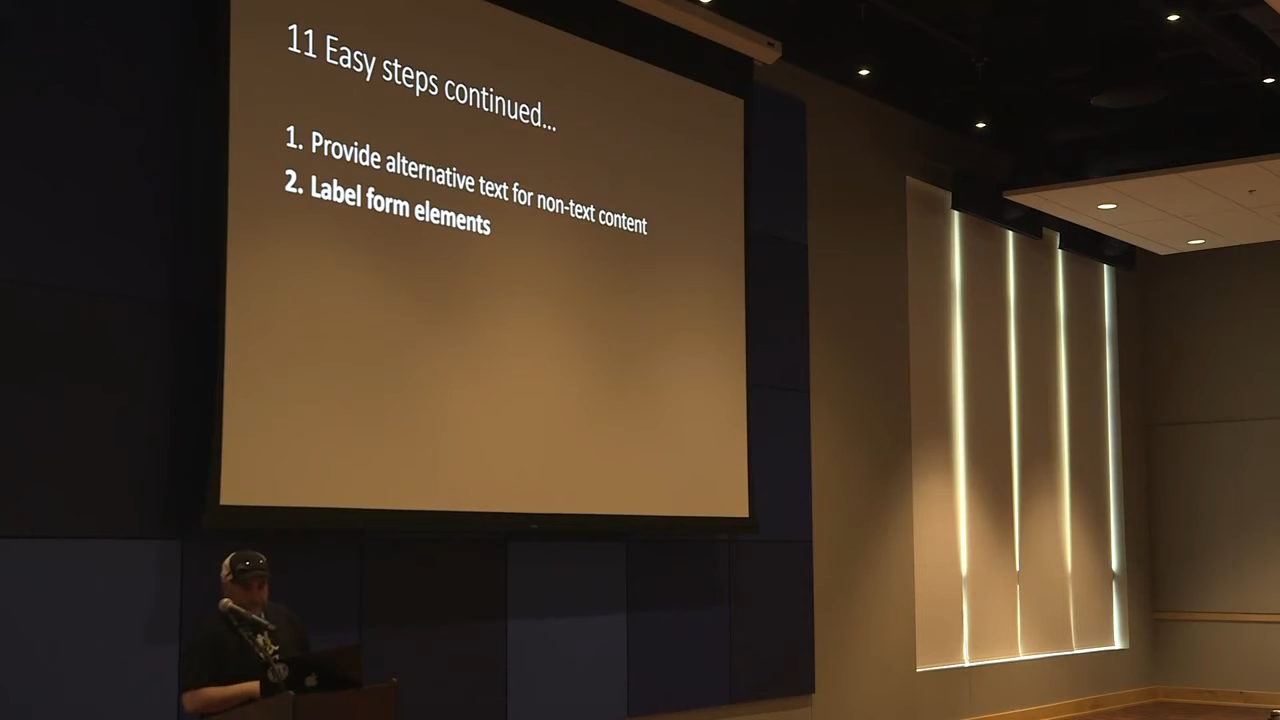 11 Easy steps continued...
1. Provide alternative text for non-text content
2. Label form elements